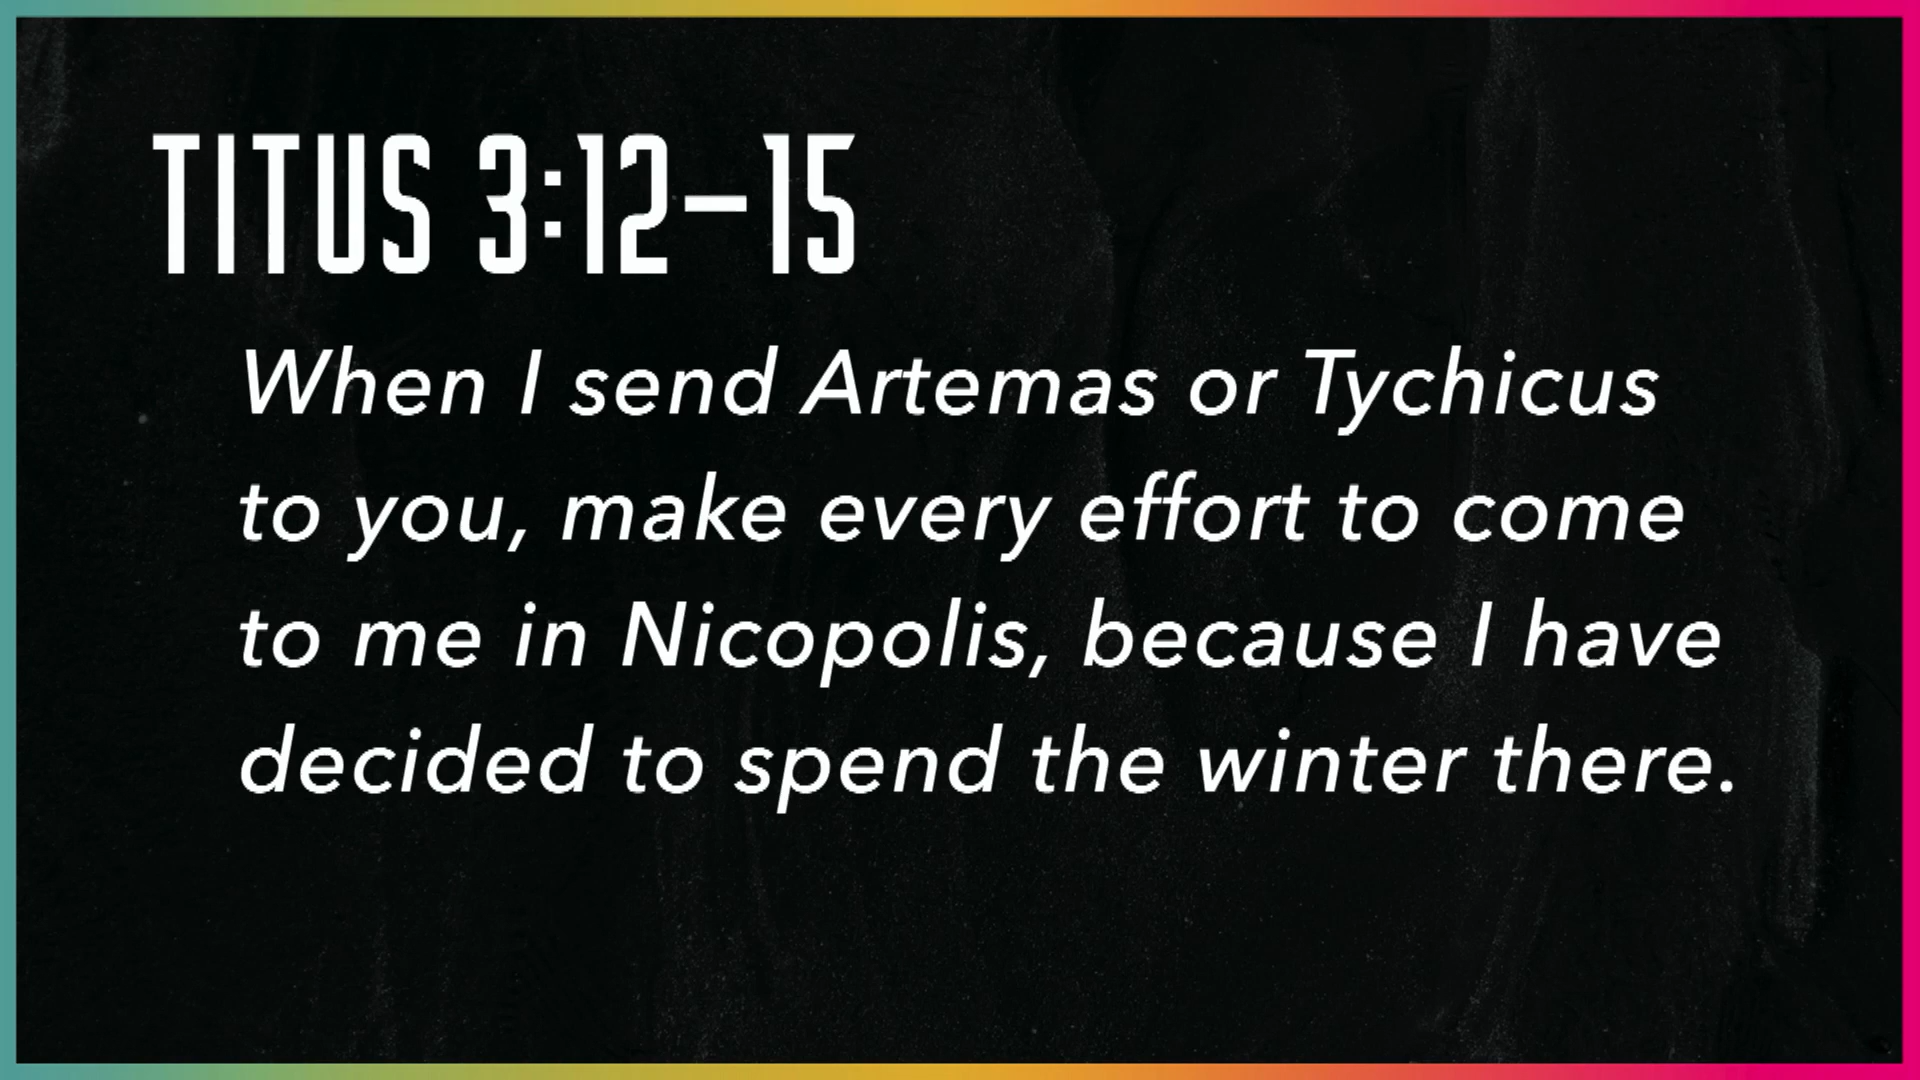 TITUS 3:12–15
When I send Artemas or Tychicus
to you, make every effort to come
to me in Nicopolis, because I have
decided to spend the winter there.